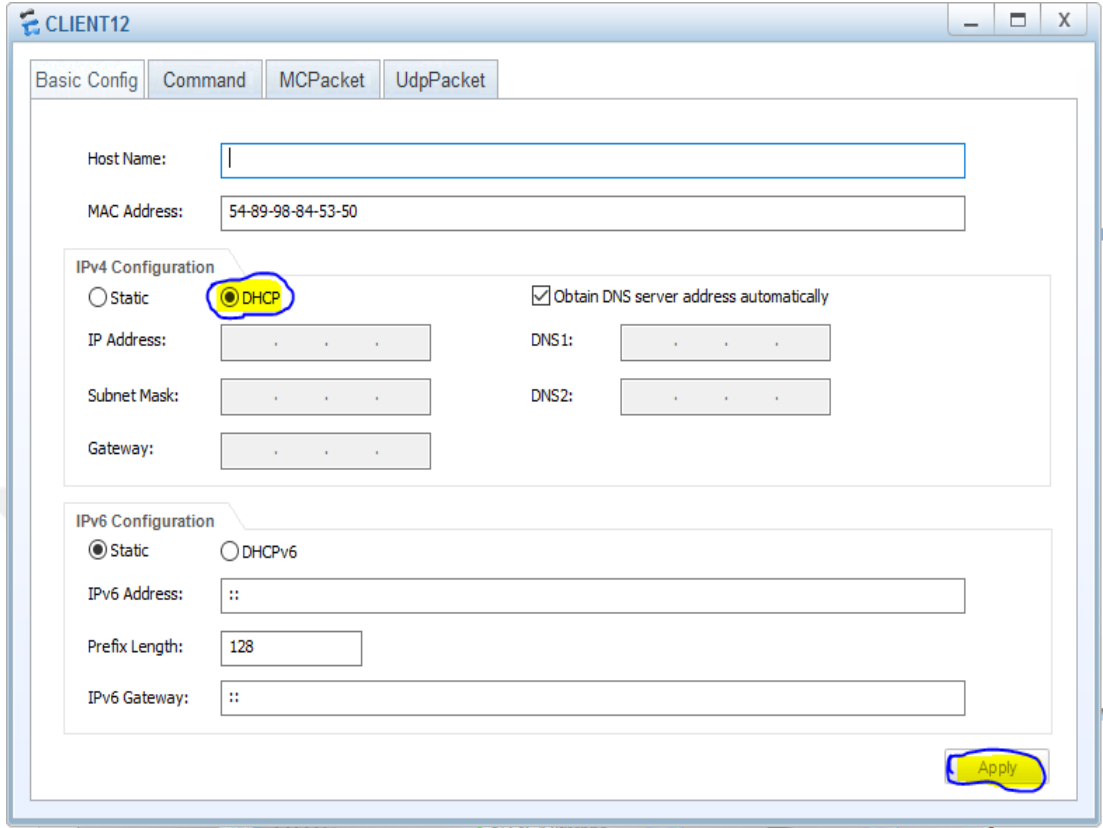 CLIENT12
X
Basic Config Command MCPacket UdpPacket
Host Name:
MAC Address: 54-89-98-84-53-50
IPv4 Configuration
Static DHCP Obtain DNS server address automatically
IP Address: . . . DNS1: . . .
Subnet Mask: . . . DNS2: . . .
Gateway: . . .
IPv6 Configuration
Static DHCPv6
IPv6 Address: ::
Prefix Length: 128
IPv6 Gateway: ::
Apply